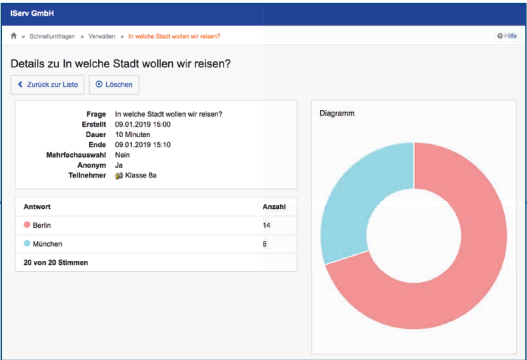 IServ GmbH
» Schnellumfragen » Verwalten » In welche Stadt wollen wir reisen?
Hilfe
Details zu In welche Stadt wollen wir reisen?
Zurück zur Liste
Löschen
Frage In welche Stadt wollen wir reisen?
Erstellt 09.01.2019 15:00
Dauer 10 Minuten
Ende 09.01.2019 15:10
Mehrfachauswahl Nein
Anonym Ja
Teilnehmer Klasse 8a
Antwort Anzahl
Berlin 14
München 6
20 von 20 Stimmen
Diagramm